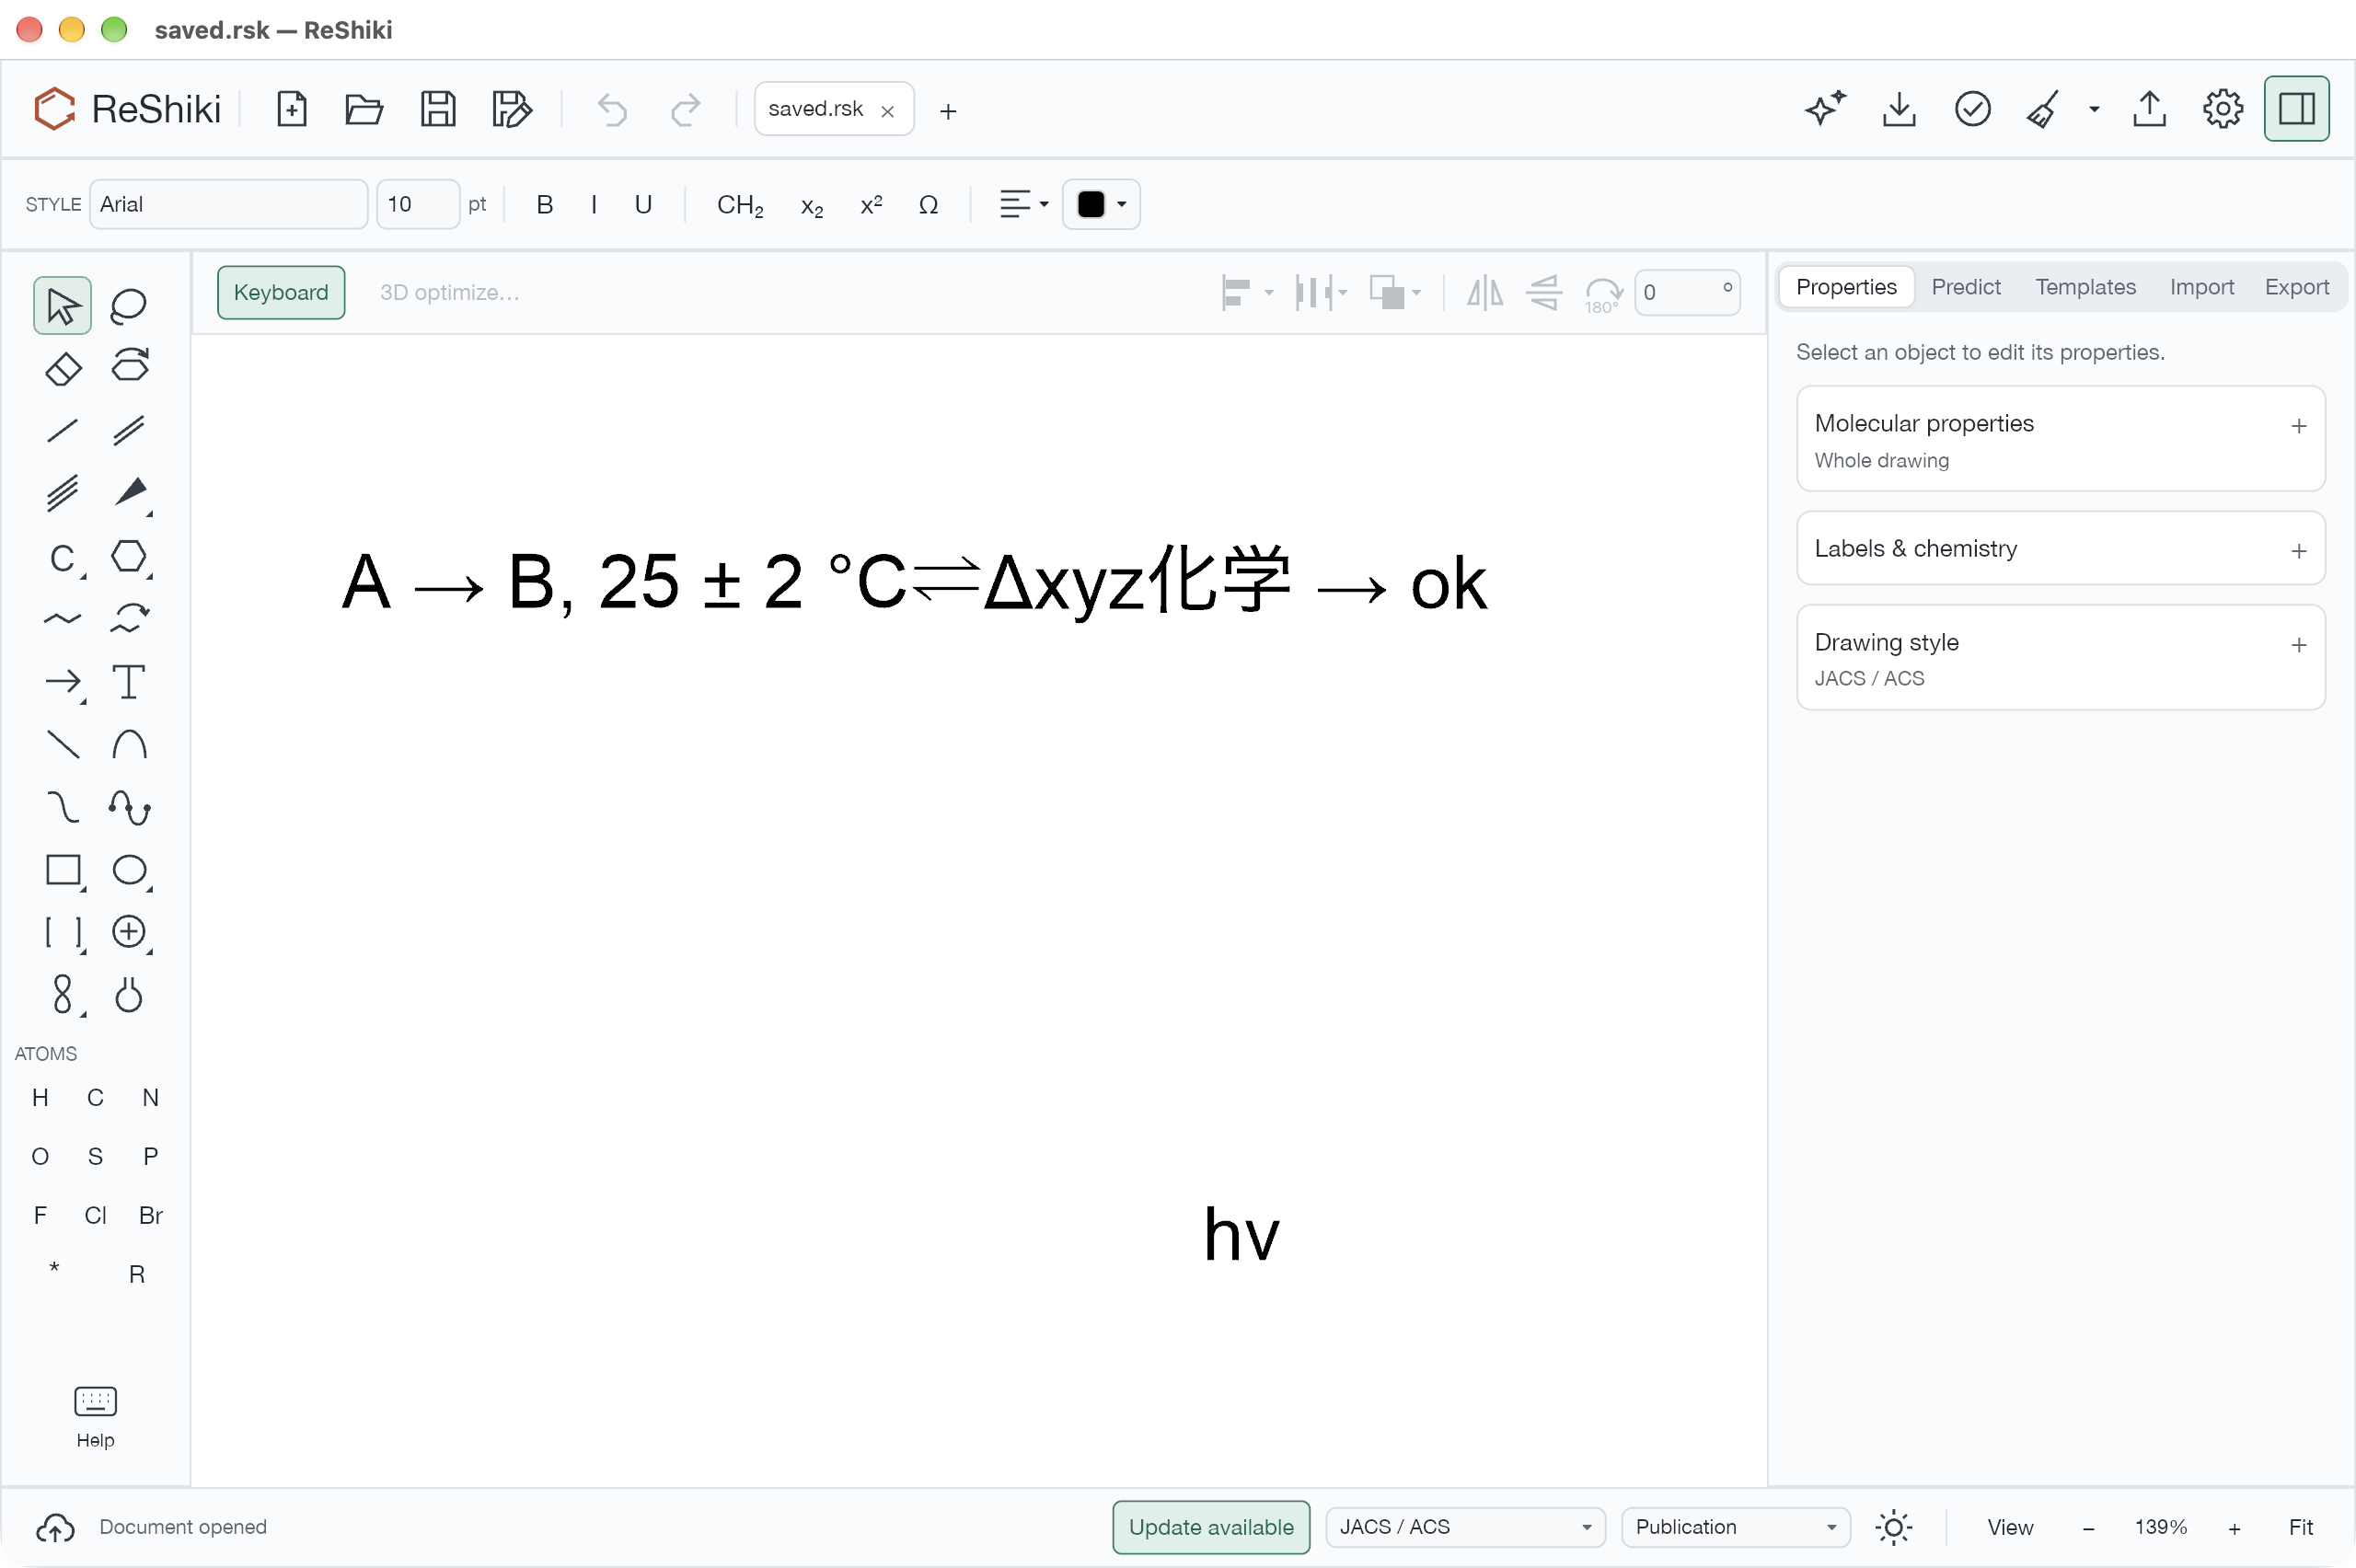 saved.rsk — ReShiki
ReShiki
saved.rsk
STYLE Arial 10 pt B I U CH₂ x₂ x² Ω
Keyboard 3D optimize... 180° 0 °
Properties Predict Templates Import Export
Select an object to edit its properties.
Molecular properties
Whole drawing
Labels & chemistry
Drawing style
JACS / ACS
A → B, 25 ± 2 °C⇌Δxyz化学 → ok
hv
C
T
ATOMS
H C N
O S P
F Cl Br
* R
Help
Document opened
Update available JACS / ACS Publication View – 139% + Fit